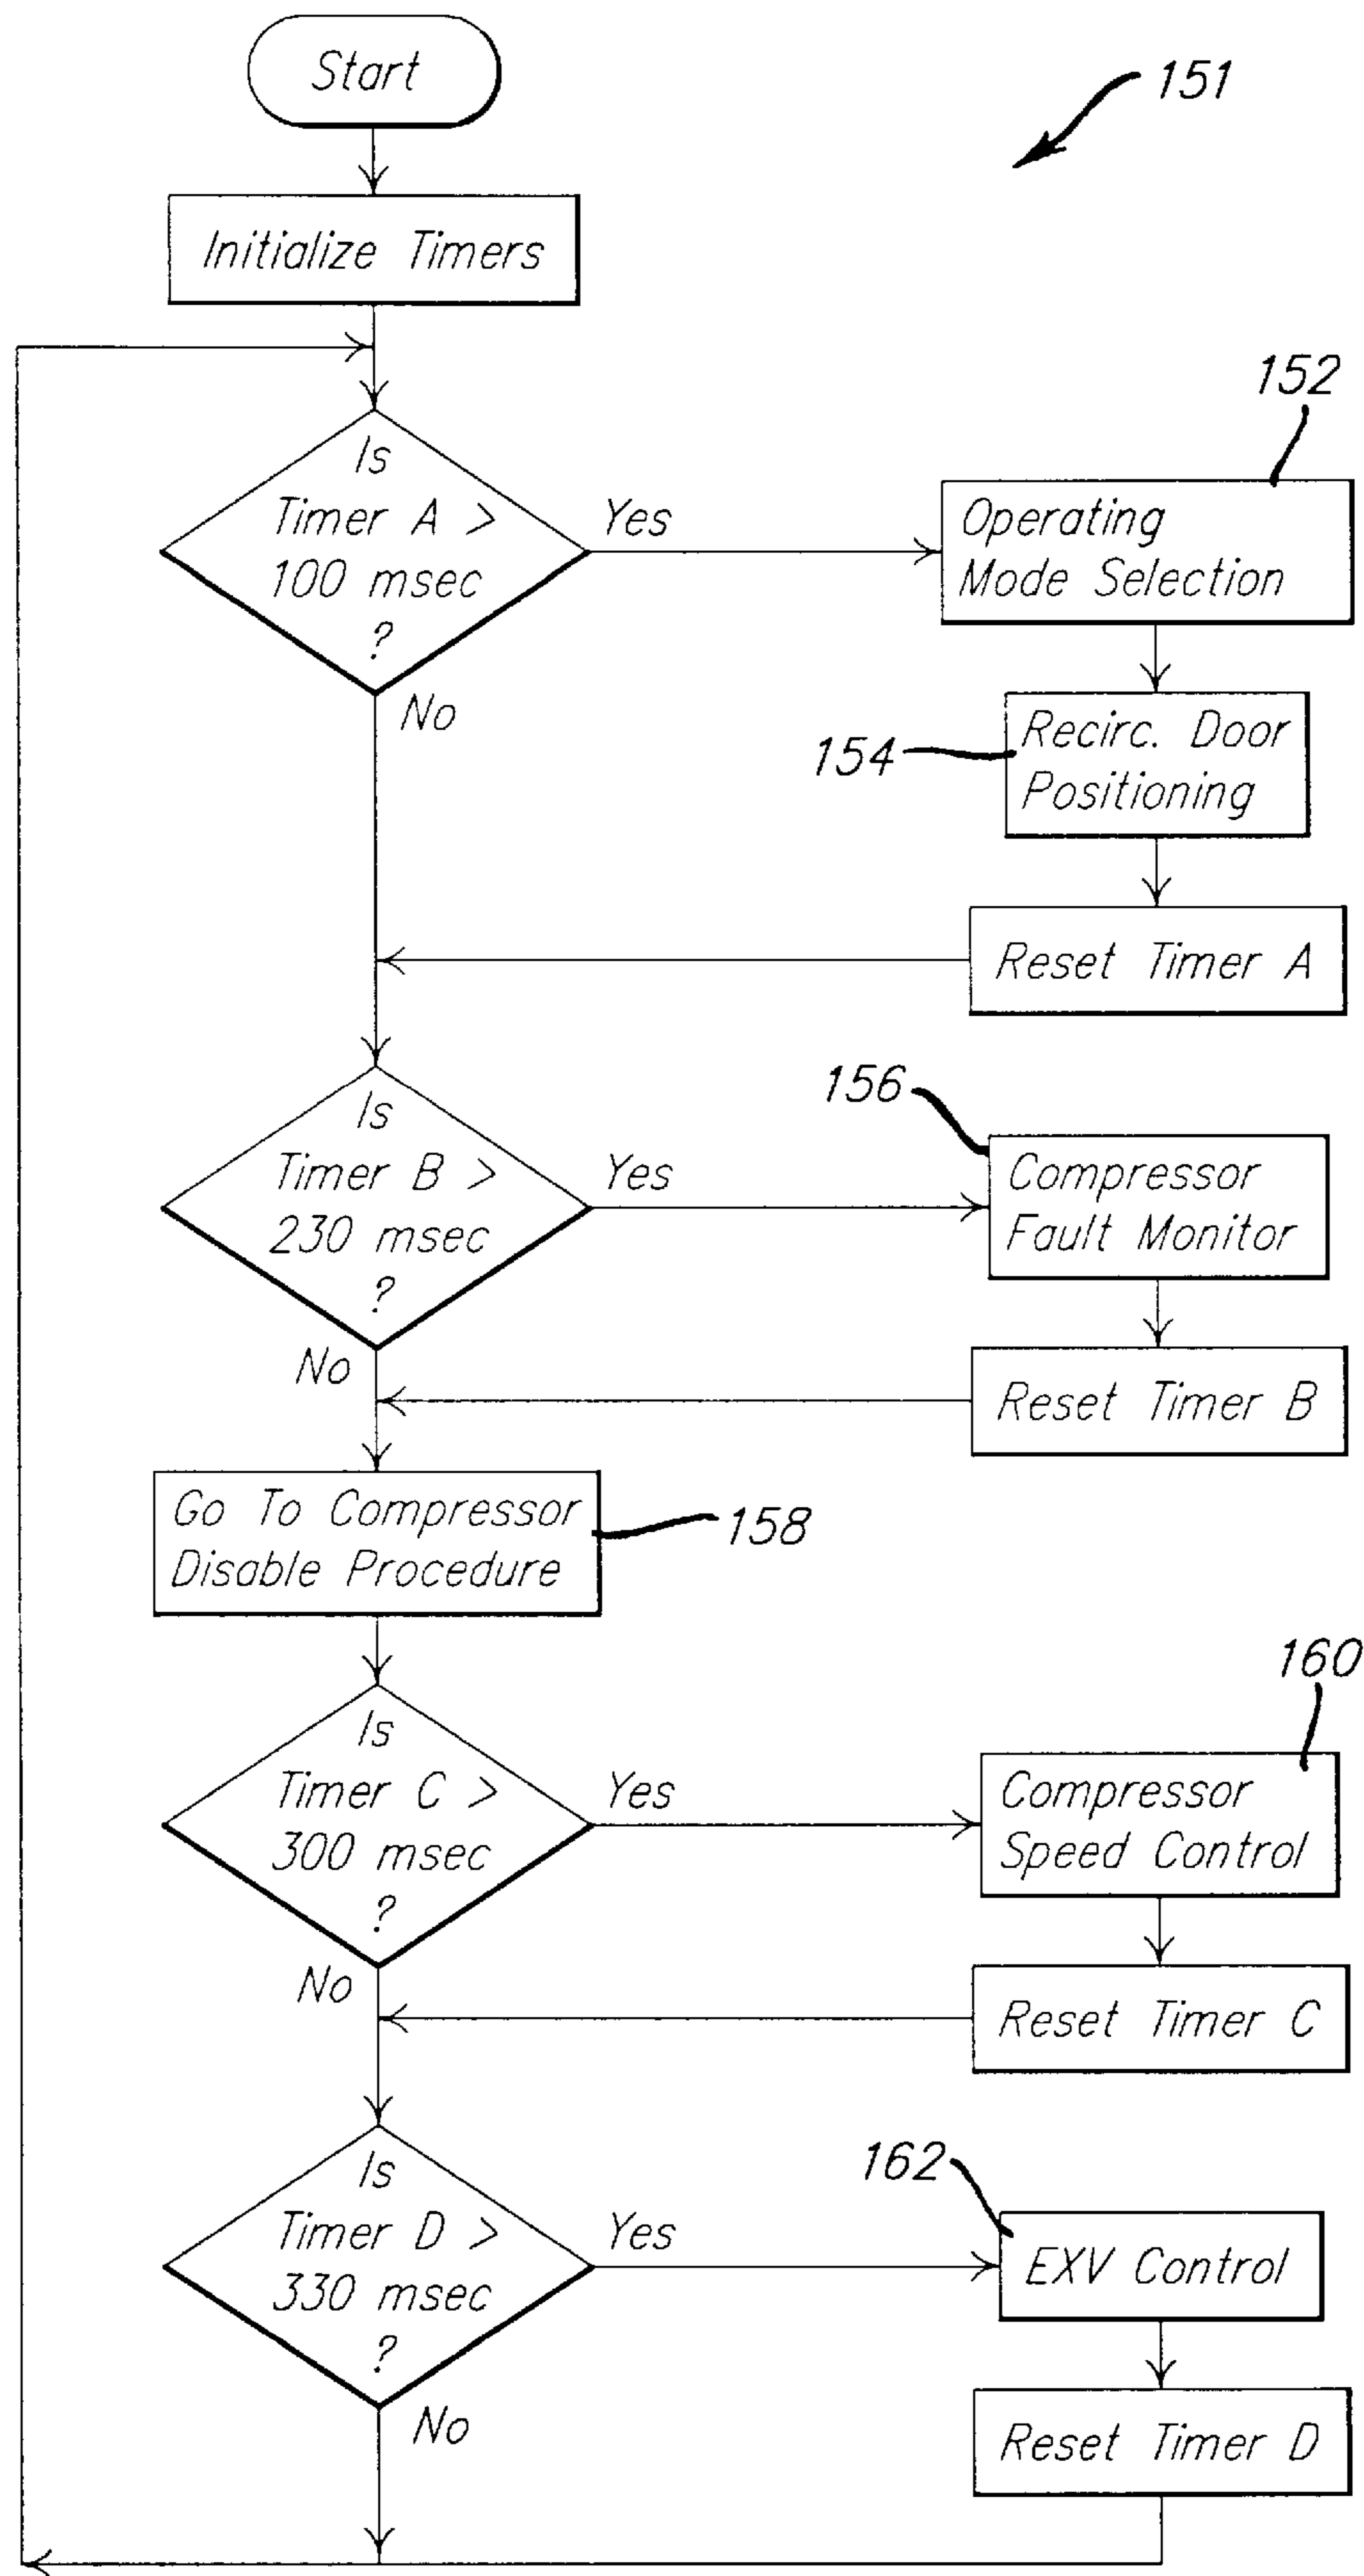 Start
151
Initialize Timers
Is
Timer A >
100 msec
?
Yes
No
152
Operating
Mode Selection
154
Recirc. Door
Positioning
Reset Timer A
Is
Timer B >
230 msec
?
Yes
No
156
Compressor
Fault Monitor
Reset Timer B
Go To Compressor
Disable Procedure
158
Is
Timer C >
300 msec
?
Yes
No
160
Compressor
Speed Control
Reset Timer C
Is
Timer D >
330 msec
?
Yes
No
162
EXV Control
Reset Timer D